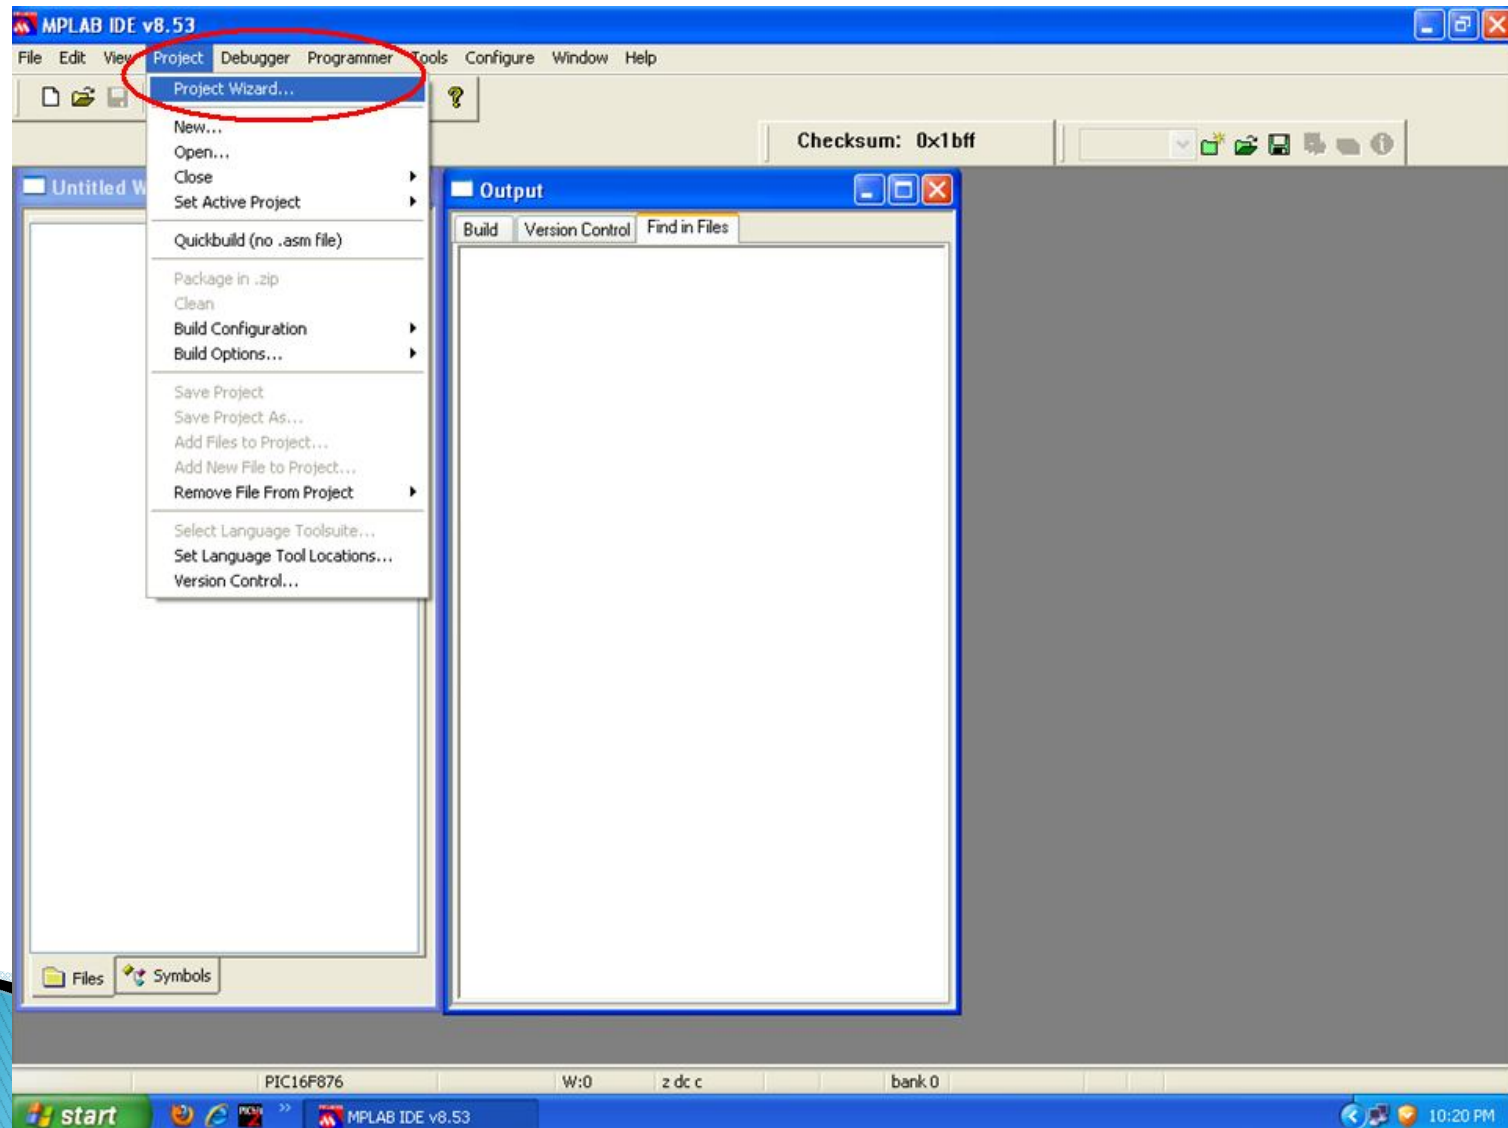 MPLAB IDE v8.53
File Edit View Project Debugger Programmer Tools Configure Window Help
Project Wizard...
New...
Open...
Close
Set Active Project
Quickbuild (no .asm file)
Package in .zip
Clean
Build Configuration
Build Options...
Save Project
Save Project As...
Add Files to Project...
Add New File to Project...
Remove File From Project
Select Language Toolsuite...
Set Language Tool Locations...
Version Control...
Checksum: 0x1bff
Untitled W
Output
Build Version Control Find in Files
Files Symbols
PIC16F876 W:0 z dc c bank 0
start MPLAB IDE v8.53 10:20 PM